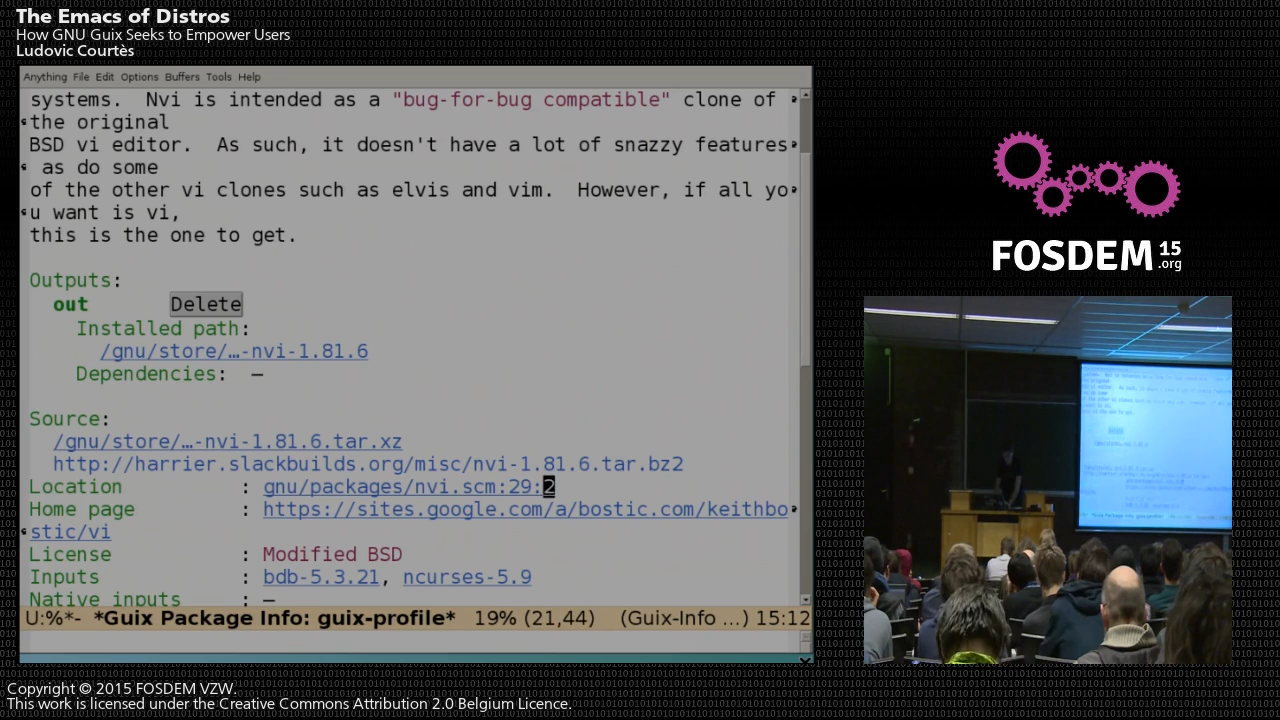 The Emacs of Distros
How GNU Guix Seeks to Empower Users
Ludovic Courtès
Anything File Edit Options Buffers Tools Help
systems.  Nvi is intended as a "bug-for-bug compatible" clone of
the original
BSD vi editor.  As such, it doesn't have a lot of snazzy features
as do some
of the other vi clones such as elvis and vim.  However, if all yo
u want is vi,
this is the one to get.
Outputs:
out Delete
Installed path:
/gnu/store/…-nvi-1.81.6
Dependencies: —
Source:
/gnu/store/…-nvi-1.81.6.tar.xz
http://harrier.slackbuilds.org/misc/nvi-1.81.6.tar.bz2
Location : gnu/packages/nvi.scm:29:2
Home page : https://sites.google.com/a/bostic.com/keithbo
stic/vi
License : Modified BSD
Inputs : bdb-5.3.21, ncurses-5.9
Native inputs : —
U:%*- *Guix Package Info: guix-profile* 19% (21,44) (Guix-Info …) 15:12
FOSDEM 15
.org
Copyright © 2015 FOSDEM VZW.
This work is licensed under the Creative Commons Attribution 2.0 Belgium Licence.